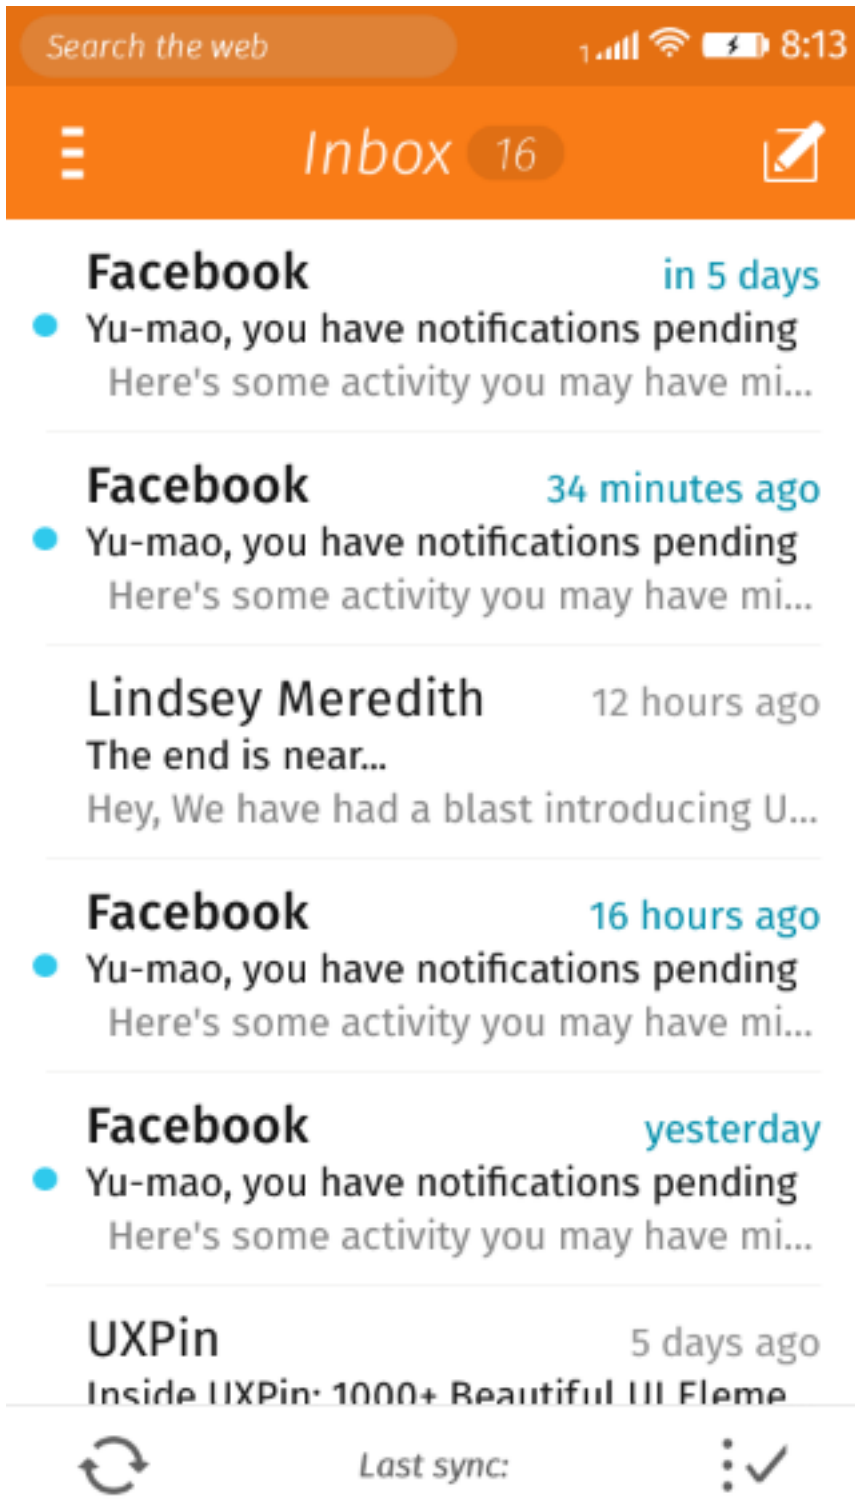 Search the web
1 8:13
Inbox 16
Facebook in 5 days
Yu-mao, you have notifications pending
Here's some activity you may have mi...
Facebook 34 minutes ago
Yu-mao, you have notifications pending
Here's some activity you may have mi...
Lindsey Meredith 12 hours ago
The end is near...
Hey, We have had a blast introducing U...
Facebook 16 hours ago
Yu-mao, you have notifications pending
Here's some activity you may have mi...
Facebook yesterday
Yu-mao, you have notifications pending
Here's some activity you may have mi...
UXPin 5 days ago
Inside UXPin: 1000+ Beautiful UI Eleme
Last sync: